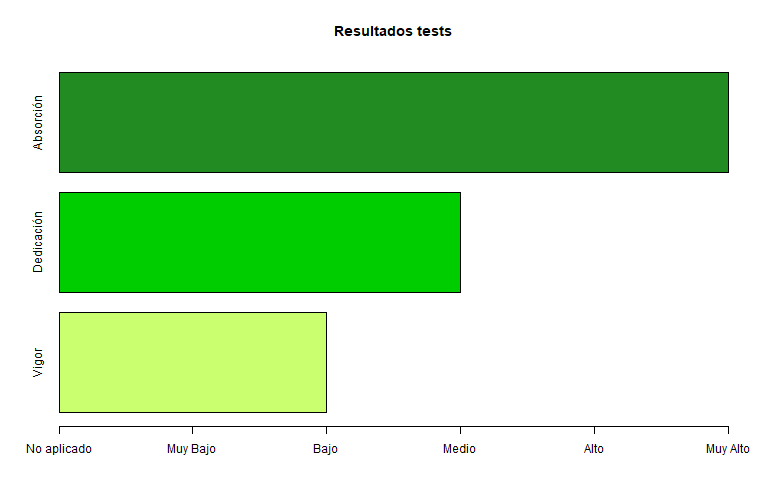 Resultados tests
Absorción
Dedicación
Vigor
No aplicado
Muy Bajo
Bajo
Medio
Alto
Muy Alto